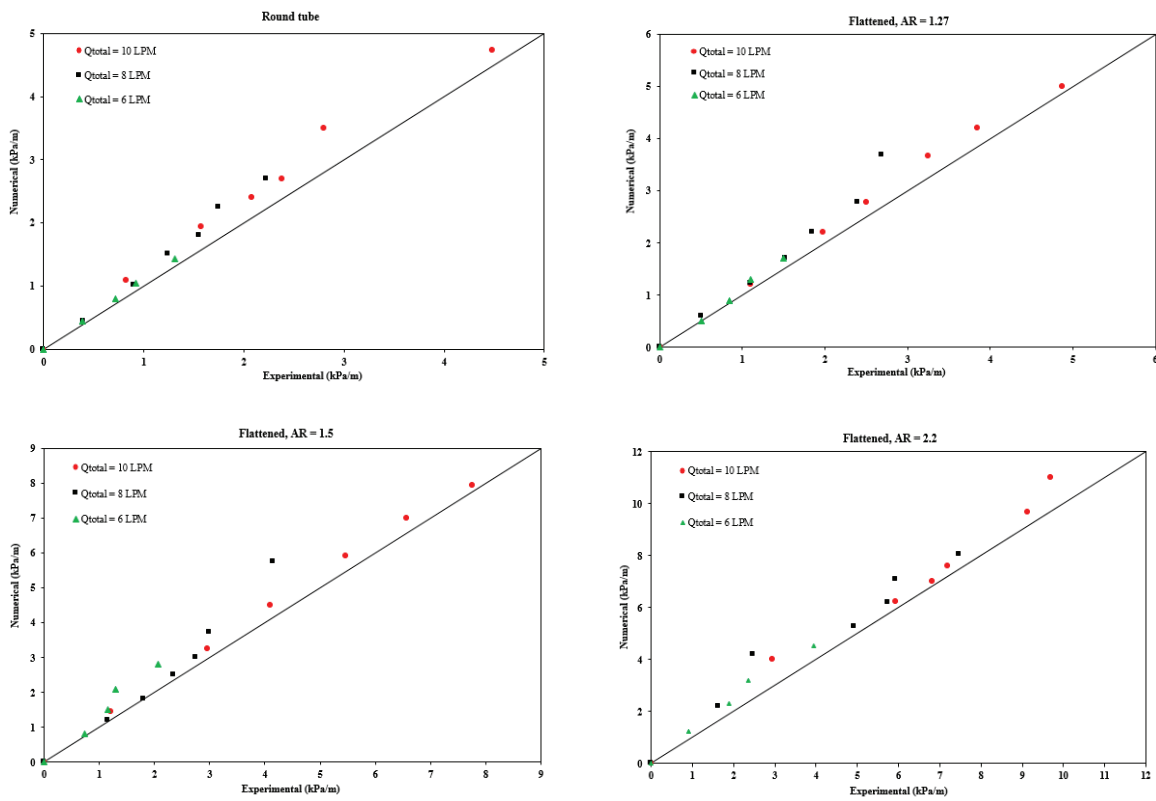 Round tube
5
4
3
2
1
0
Numerical (kPa/m)
Qtotal = 10 LPM
Qtotal = 8 LPM
Qtotal = 6 LPM
0 1 2 3 4 5
Experimental (kPa/m)
Flattened, AR = 1.27
6
5
4
3
2
1
0
Numerical (kPa/m)
Qtotal = 10 LPM
Qtotal = 8 LPM
Qtotal = 6 LPM
0 1 2 3 4 5 6
Experimental (kPa/m)
Flattened, AR = 1.5
9
8
7
6
5
4
3
2
1
0
Numerical (kPa/m)
Qtotal = 10 LPM
Qtotal = 8 LPM
Qtotal = 6 LPM
0 1 2 3 4 5 6 7 8 9
Experimental (kPa/m)
Flattened, AR = 2.2
12
10
8
6
4
2
0
Numerical (kPa/m)
Qtotal = 10 LPM
Qtotal = 8 LPM
Qtotal = 6 LPM
0 1 2 3 4 5 6 7 8 9 10 11 12
Experimental (kPa/m)